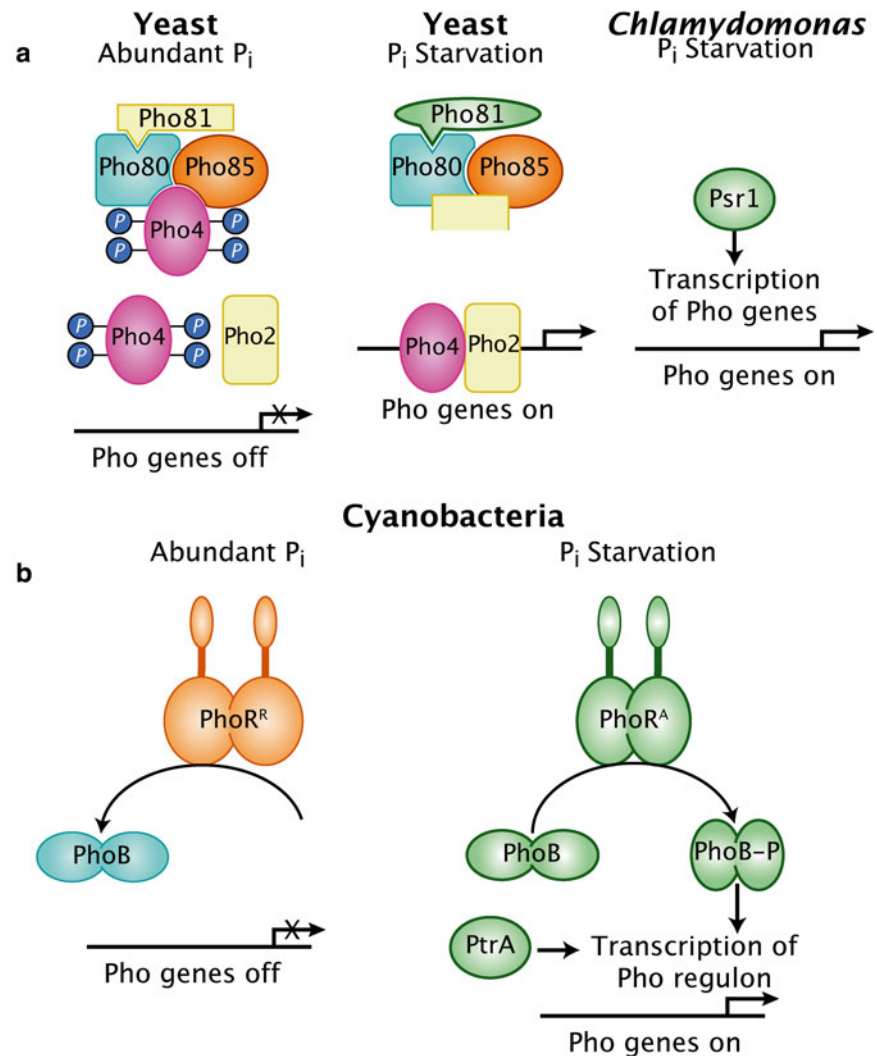 a
Yeast
Abundant Pi
Pho81
Pho80
Pho85
P
P
Pho4
P
P
P
P
Pho4
P
P
Pho2
Pho genes off
Yeast
Pi Starvation
Pho81
Pho80
Pho85
Pho4
Pho2
Pho genes on
Chlamydomonas
Pi Starvation
Psr1
Transcription
of Pho genes
Pho genes on
Cyanobacteria
b
Abundant Pi
PhoRR
PhoB
Pho genes off
Pi Starvation
PhoRA
PhoB
PhoB–P
PtrA
Transcription of
Pho regulon
Pho genes on